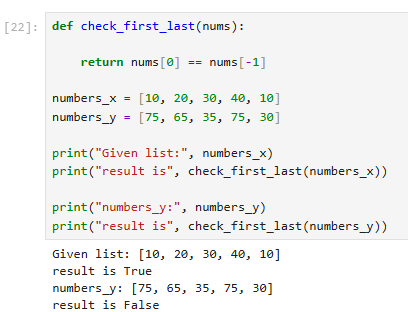 [22]: def check_first_last(nums):
return nums[0] == nums[-1]
numbers_x = [10, 20, 30, 40, 10]
numbers_y = [75, 65, 35, 75, 30]
print("Given list:", numbers_x)
print("result is", check_first_last(numbers_x))
print("numbers_y:", numbers_y)
print("result is", check_first_last(numbers_y))
Given list: [10, 20, 30, 40, 10]
result is True
numbers_y: [75, 65, 35, 75, 30]
result is False